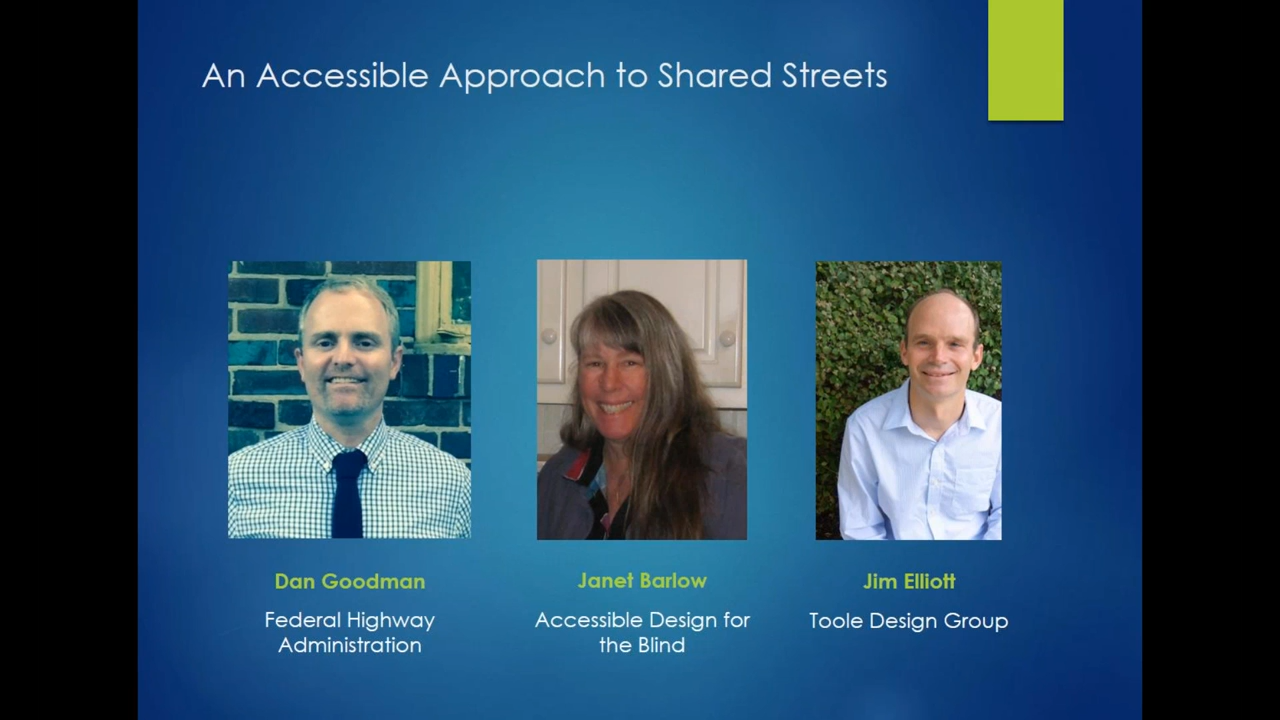 An Accessible Approach to Shared Streets
Dan Goodman
Federal Highway
Administration
Janet Barlow
Accessible Design for
the Blind
Jim Elliott
Toole Design Group